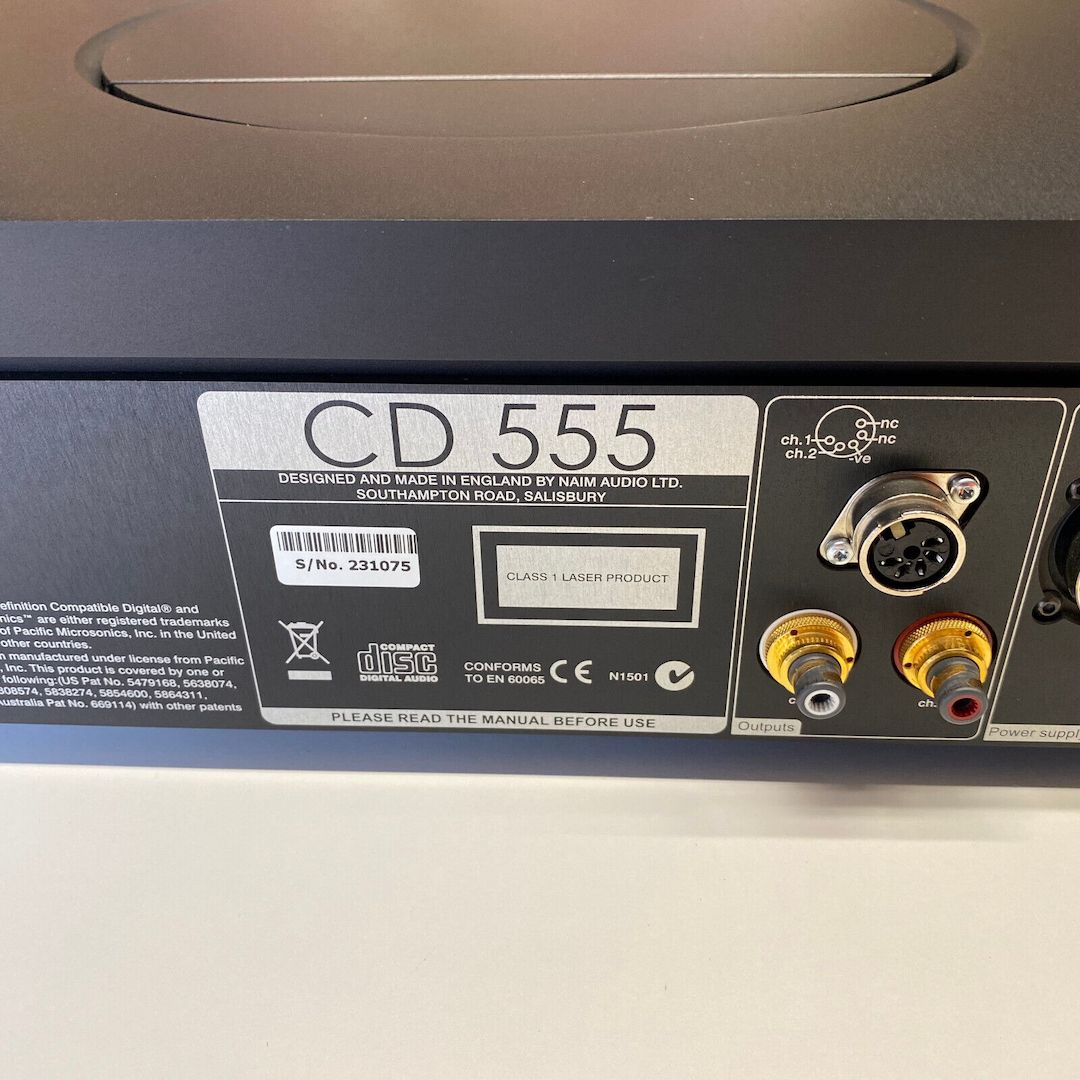 CD 555
DESIGNED AND MADE IN ENGLAND BY NAIM AUDIO LTD.
SOUTHAMPTON ROAD, SALISBURY
S/No. 231075
CLASS 1 LASER PRODUCT
COMPACT
disc
DIGITAL AUDIO
CONFORMS
TO EN 60065
CE
N1501
PLEASE READ THE MANUAL BEFORE USE
efinition Compatible Digital® and
nics™ are either registered trademarks
of Pacific Microsonics, Inc. in the United
other countries.
n manufactured under license from Pacific
, Inc. This product is covered by one or
following:(US Pat No. 5479168, 5638074,
808574, 5838274, 5854600, 5864311,
Australia Pat No. 669114) with other patents
nc
nc
ch.1
ch.2
-ve
ch.
Outputs
Power supply